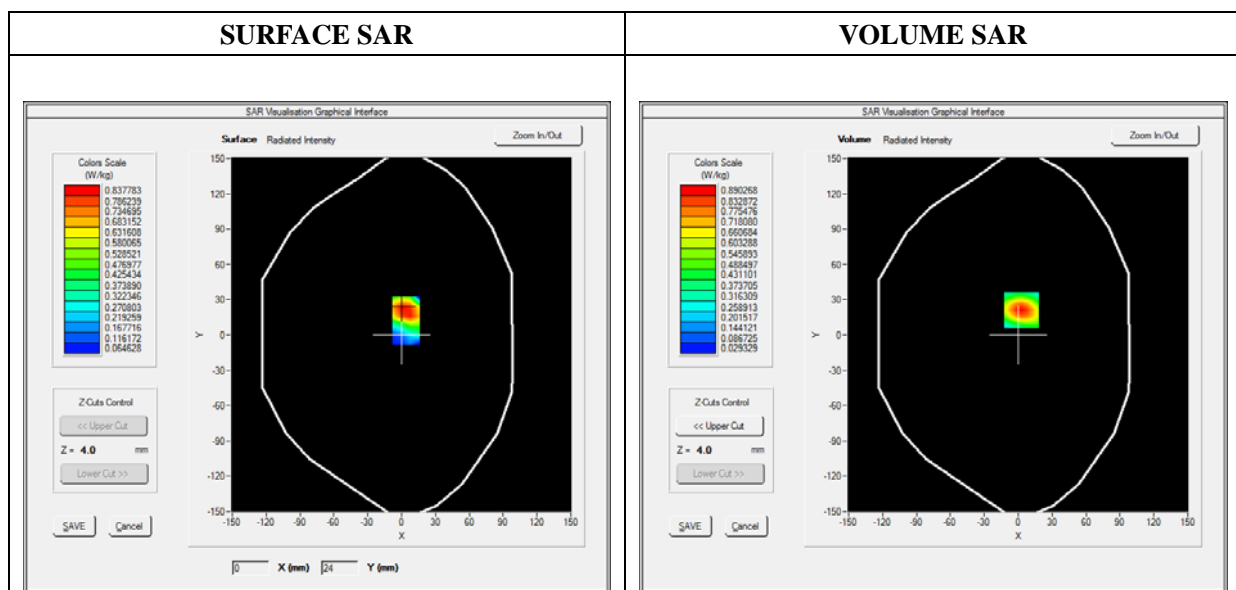 SURFACE SAR
VOLUME SAR
SAR Visualisation Graphical Interface
Surface Radiated Intensity
Zoom In/Out
Colors Scale
(W/kg)
0.837783
0.786239
0.734695
0.683152
0.631608
0.580065
0.528521
0.476977
0.425434
0.373890
0.322346
0.270803
0.219259
0.167716
0.116172
0.064628
150
120
90
60
30
0
-30
-60
-90
-120
-150
Y
-150 -120 -90 -60 -30 0 30 60 90 120 150
X
Z-Cuts Control
<< Upper Cut
Z = 4.0 mm
Lower Cut >>
SAVE Cancel
0 X (mm) 24 Y (mm)
SAR Visualisation Graphical Interface
Volume Radiated Intensity
Zoom In/Out
Colors Scale
(W/kg)
0.890268
0.832872
0.775476
0.718080
0.660684
0.603288
0.545893
0.488497
0.431101
0.373705
0.316309
0.258913
0.201517
0.144121
0.086725
0.029329
150
120
90
60
30
0
-30
-60
-90
-120
-150
Y
-150 -120 -90 -60 -30 0 30 60 90 120 150
X
Z-Cuts Control
<< Upper Cut
Z = 4.0 mm
Lower Cut >>
SAVE Cancel